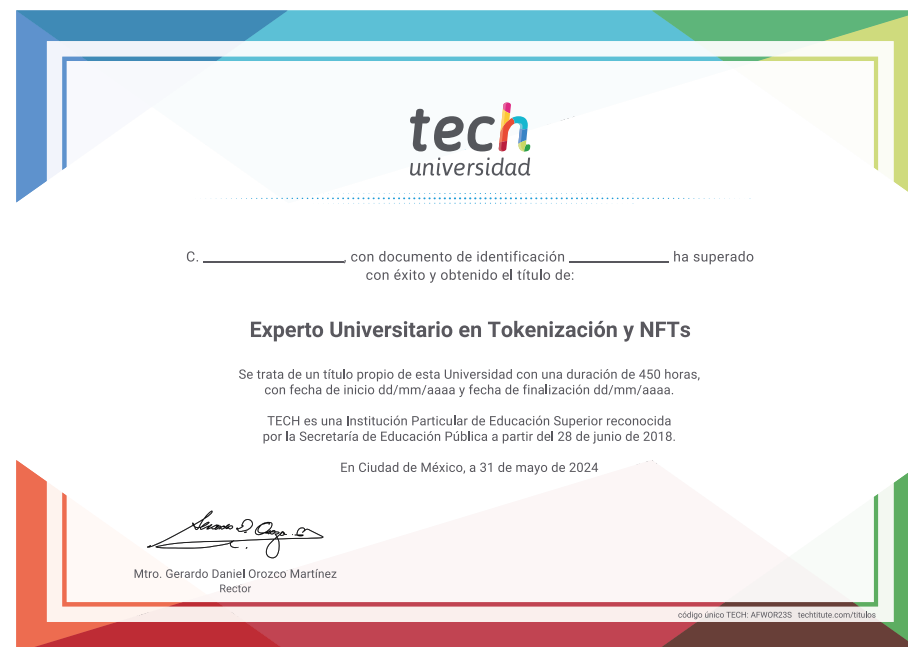 tech
universidad
C. ____________, con documento de identificación ____________ ha superado
con éxito y obtenido el título de:
Experto Universitario en Tokenización y NFTs
Se trata de un título propio de esta Universidad con una duración de 450 horas,
con fecha de inicio dd/mm/aaaa y fecha de finalización dd/mm/aaaa.
TECH es una Institución Particular de Educación Superior reconocida
por la Secretaría de Educación Pública a partir del 28 de junio de 2018.
En Ciudad de México, a 31 de mayo de 2024
Mtro. Gerardo Daniel Orozco Martínez
Rector
código único TECH: AFWOR23S techtitute.com/titulos